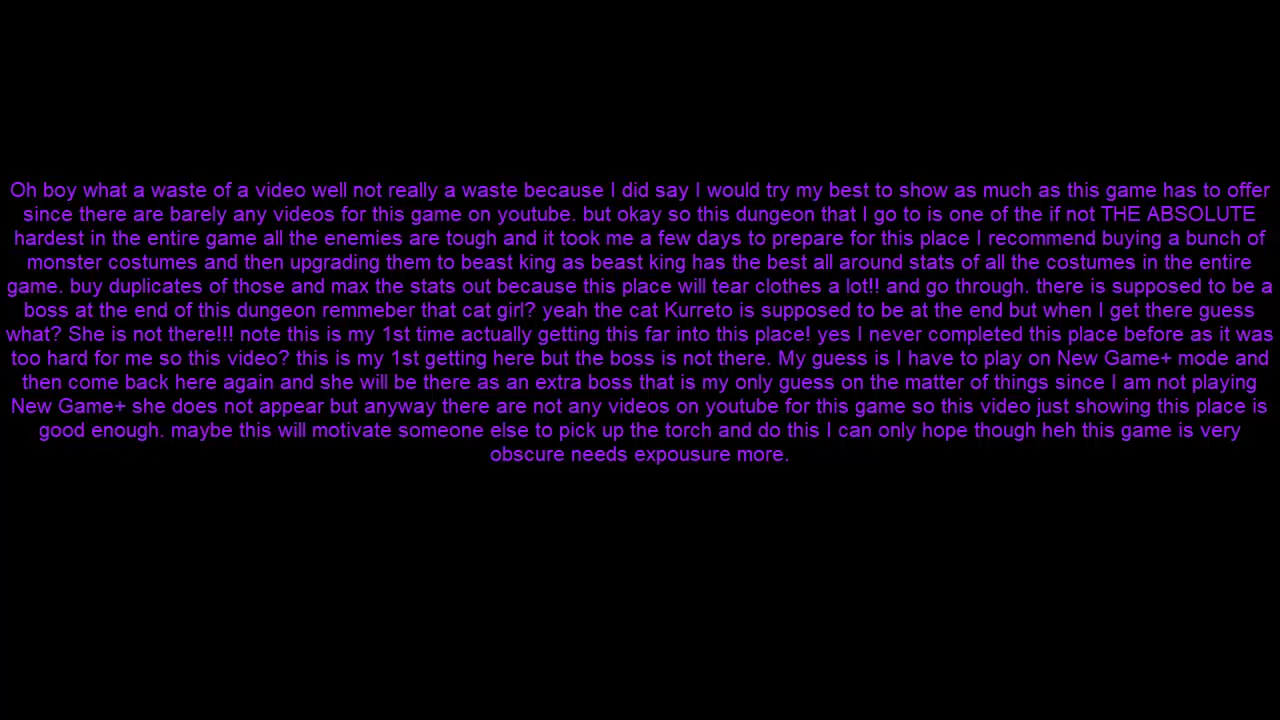 Oh boy what a waste of a video well not really a waste because I did say I would try my best to show as much as this game has to offer
since there are barely any videos for this game on youtube. but okay so this dungeon that I go to is one of the if not THE ABSOLUTE
hardest in the entire game all the enemies are tough and it took me a few days to prepare for this place I recommend buying a bunch of
monster costumes and then upgrading them to beast king as beast king has the best all around stats of all the costumes in the entire
game. buy duplicates of those and max the stats out because this place will tear clothes a lot!! and go through. there is supposed to be a
boss at the end of this dungeon remmeber that cat girl? yeah the cat Kurreto is supposed to be at the end but when I get there guess
what? She is not there!!! note this is my 1st time actually getting this far into this place! yes I never completed this place before as it was
too hard for me so this video? this is my 1st getting here but the boss is not there. My guess is I have to play on New Game+ mode and
then come back here again and she will be there as an extra boss that is my only guess on the matter of things since I am not playing
New Game+ she does not appear but anyway there are not any videos on youtube for this game so this video just showing this place is
good enough. maybe this will motivate someone else to pick up the torch and do this I can only hope though heh this game is very
obscure needs expousure more.